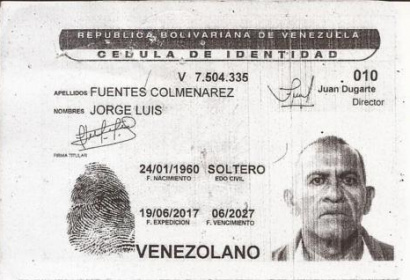 REPUBLICA BOLIVARIANA DE VENEZUELA
CEDULA DE IDENTIDAD
V 7.504.335 010
APELLIDOS FUENTES COLMENAREZ Juan Dugarte
Director
NOMBRES JORGE LUIS
FIRMA TITULAR
24/01/1960 SOLTERO
F. NACIMIENTO EDO CIVIL
19/06/2017 06/2027
F. EXPEDICION F. VENCIMIENTO
VENEZOLANO